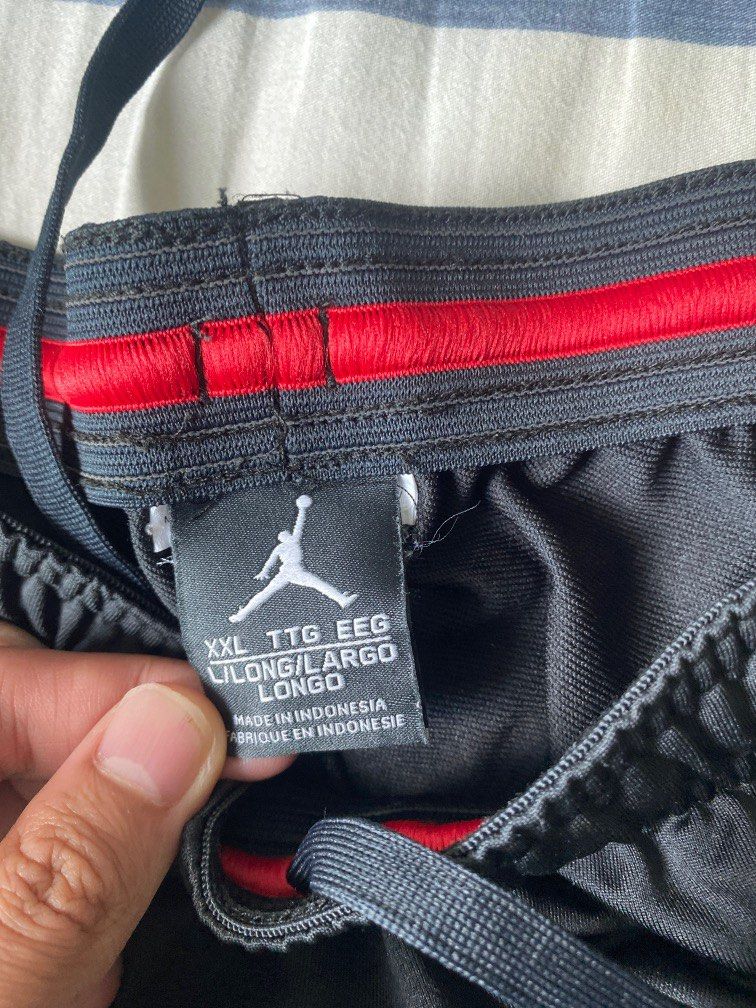 XXL TTG EEG
L/LONG/LARGO
LONGO
MADE IN INDONESIA
FABRIQUE EN INDONESIE